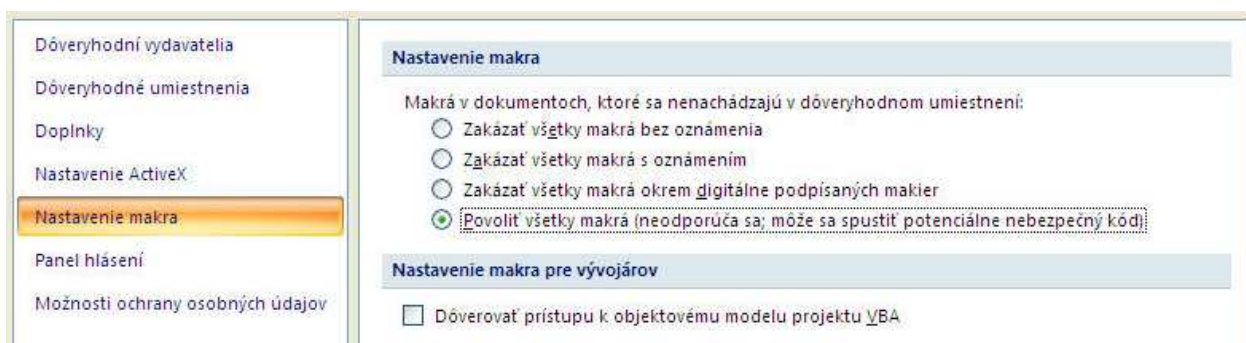 Dôveryhodní vydavatelia
Dôveryhodné umiestnenia
Doplnky
Nastavenie ActiveX
Nastavenie makra
Panel hlásení
Možnosti ochrany osobných údajov
Nastavenie makra
Makrá v dokumentoch, ktoré sa nenachádzajú v dôveryhodnom umiestnení:
Zakázať všetky makrá bez oznámenia
Zakázať všetky makrá s oznámením
Zakázať všetky makrá okrem digitálne podpísaných makier
Povoliť všetky makrá (neodporúča sa; môže sa spustiť potenciálne nebezpečný kód)
Nastavenie makra pre vývojárov
Dôverovať prístupu k objektovému modelu projektu VBA